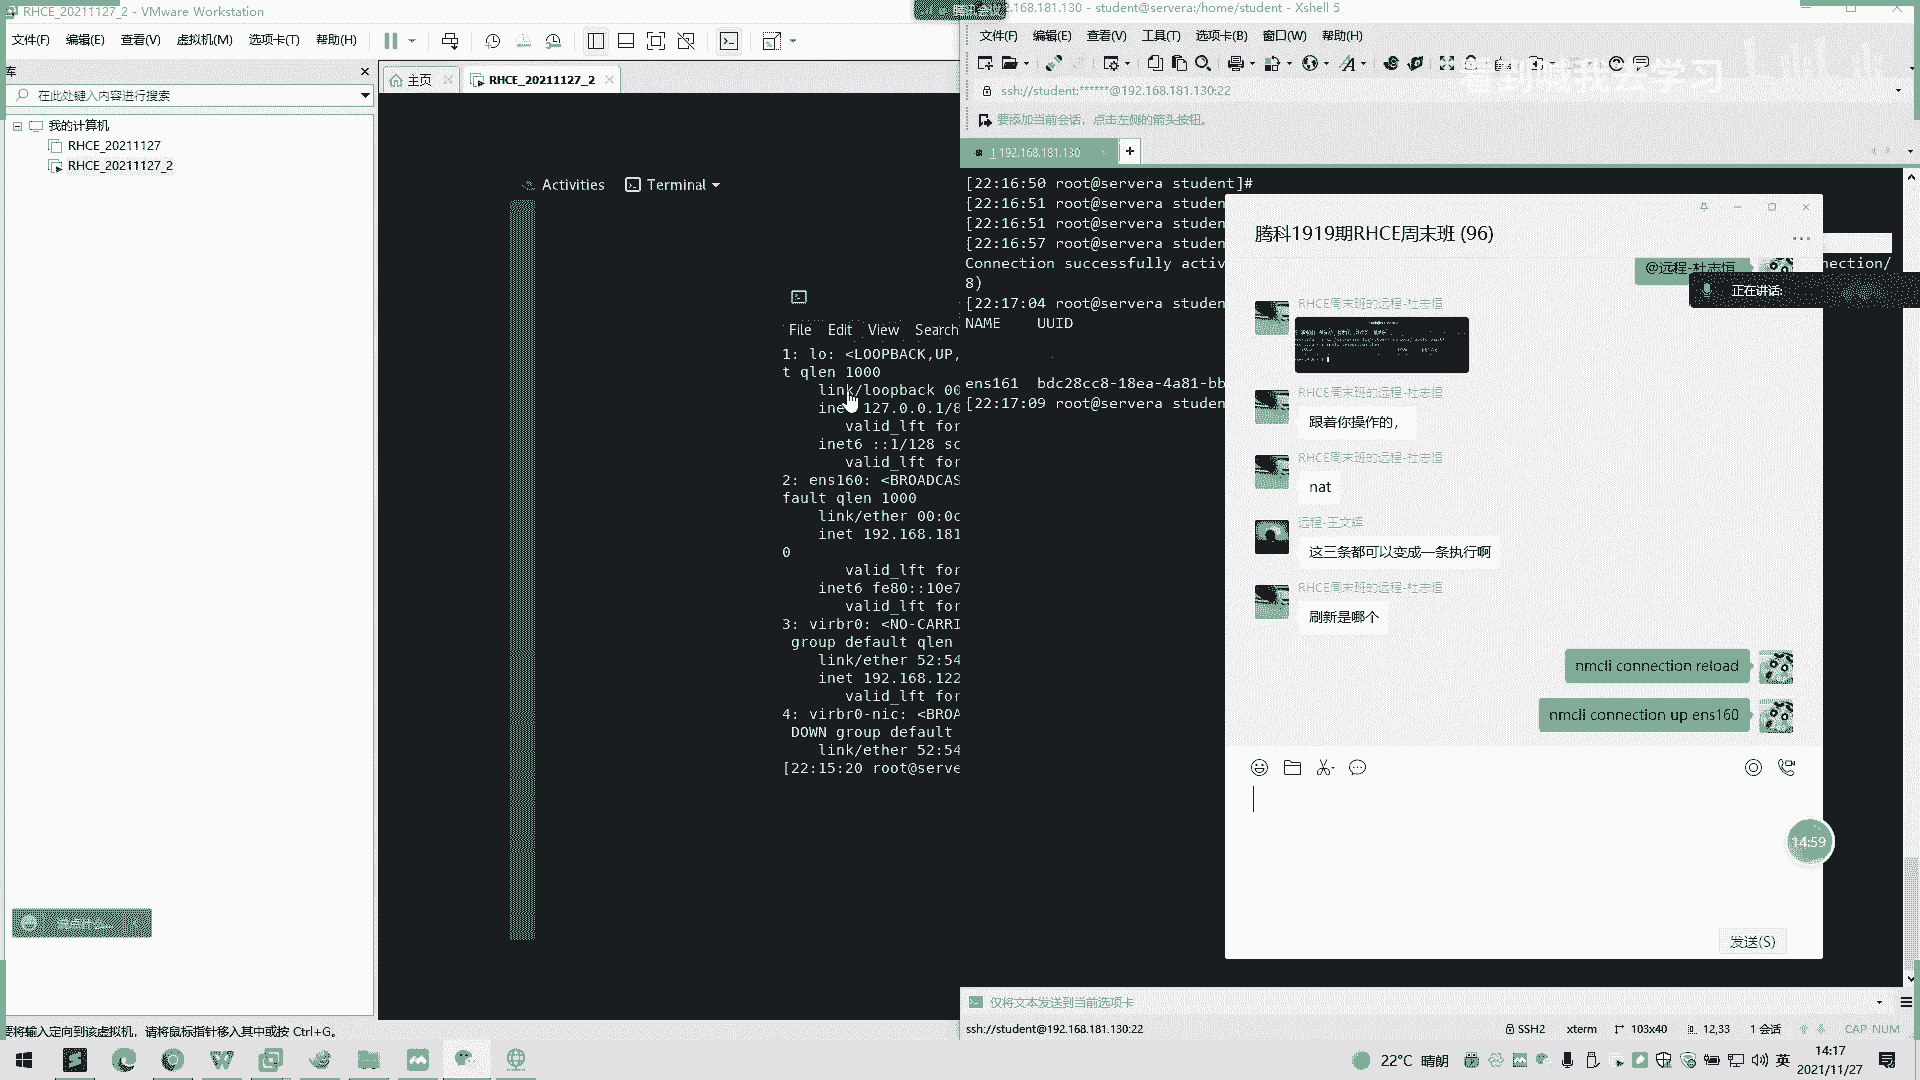 RHCE_20211127_2 - VMware Workstation
文件(F) 编辑(E) 查看(V) 虚拟机(M) 选项卡(T) 帮助(H)
库
在此处键入内容进行搜索
我的计算机
RHCE_20211127
RHCE_20211127_2
主页
RHCE_20211127_2
Activities
Terminal
File Edit View Search
1: lo: <LOOPBACK,UP,
t qlen 1000
link/loopback 00
inet 127.0.0.1/8
valid_lft for
inet6 ::1/128 sc
valid_lft for
2: ens160: <BROADCAS
fault qlen 1000
link/ether 00:0c
inet 192.168.181
0
valid_lft for
inet6 fe80::10e7
valid_lft for
3: virbr0: <NO-CARRI
group default qlen
link/ether 52:54
inet 192.168.122
valid_lft for
4: virbr0-nic: <BROA
DOWN group default
link/ether 52:54
[22:15:20 root@serve
要将输入定向到该虚拟机，请将鼠标指针移入其中或按 Ctrl+G。
192.168.181.130 - student@servera:/home/student - Xshell 5
文件(F) 编辑(E) 查看(V) 工具(T) 选项卡(B) 窗口(W) 帮助(H)
看到喊我去学习
ssh://student:******@192.168.181.130:22
要添加当前会话，点击左侧的箭头按钮。
1 192.168.181.130
[22:16:50 root@servera student]#
[22:16:51 root@servera studen
[22:16:51 root@servera studen
[22:16:57 root@servera studen
Connection successfully activ
nection/
8)
[22:17:04 root@servera studen
NAME UUID
ens161 bdc28cc8-18ea-4a81-bb
[22:17:09 root@servera studen
腾科1919期RHCE周末班 (96)
@远程-杜志恒
正在讲话:
RHCE周末班的远程-杜志恒
RHCE周末班的远程-杜志恒
跟着你操作的，
RHCE周末班的远程-杜志恒
nat
远程-王文辉
这三条都可以变成一条执行啊
RHCE周末班的远程-杜志恒
刷新是哪个
nmcli connection reload
nmcli connection up ens160
14:59
发送(S)
仅将文本发送到当前选项卡
ssh://student@192.168.181.130:22
SSH2 xterm 103x40 12,33 1 会话 CAP NUM
22°C 晴朗
英
14:17
2021/11/27